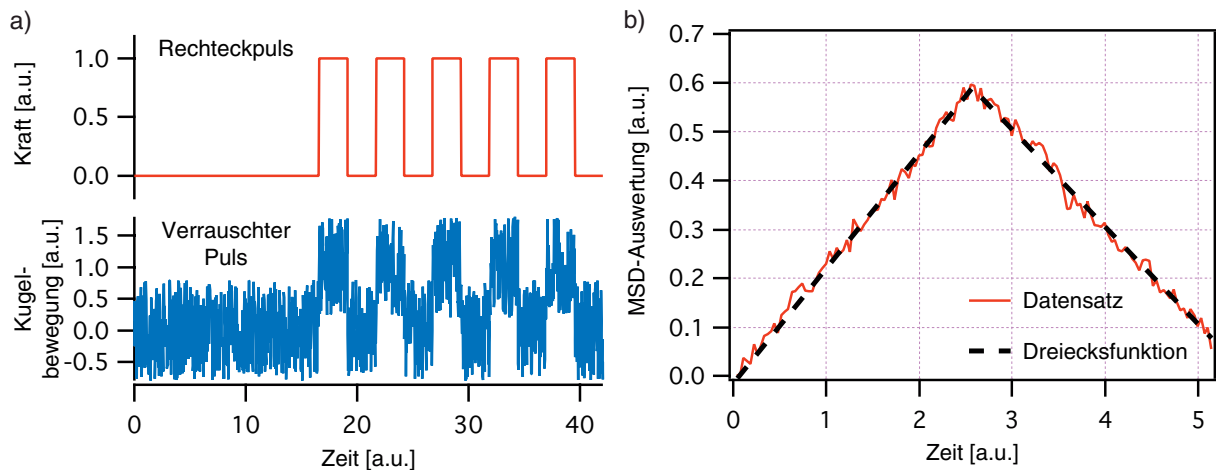 a)
Rechteckpuls
Kraft [a.u.]
1.0
0.5
0.0
Verrauschter
Puls
Kugel-
bewegung [a.u.]
1.5
1.0
0.5
0.0
-0.5
0
10
20
30
40
Zeit [a.u.]
b)
MSD-Auswertung [a.u.]
0.7
0.6
0.5
0.4
0.3
0.2
0.1
0.0
Datensatz
Dreiecksfunktion
0
1
2
3
4
5
Zeit [a.u.]